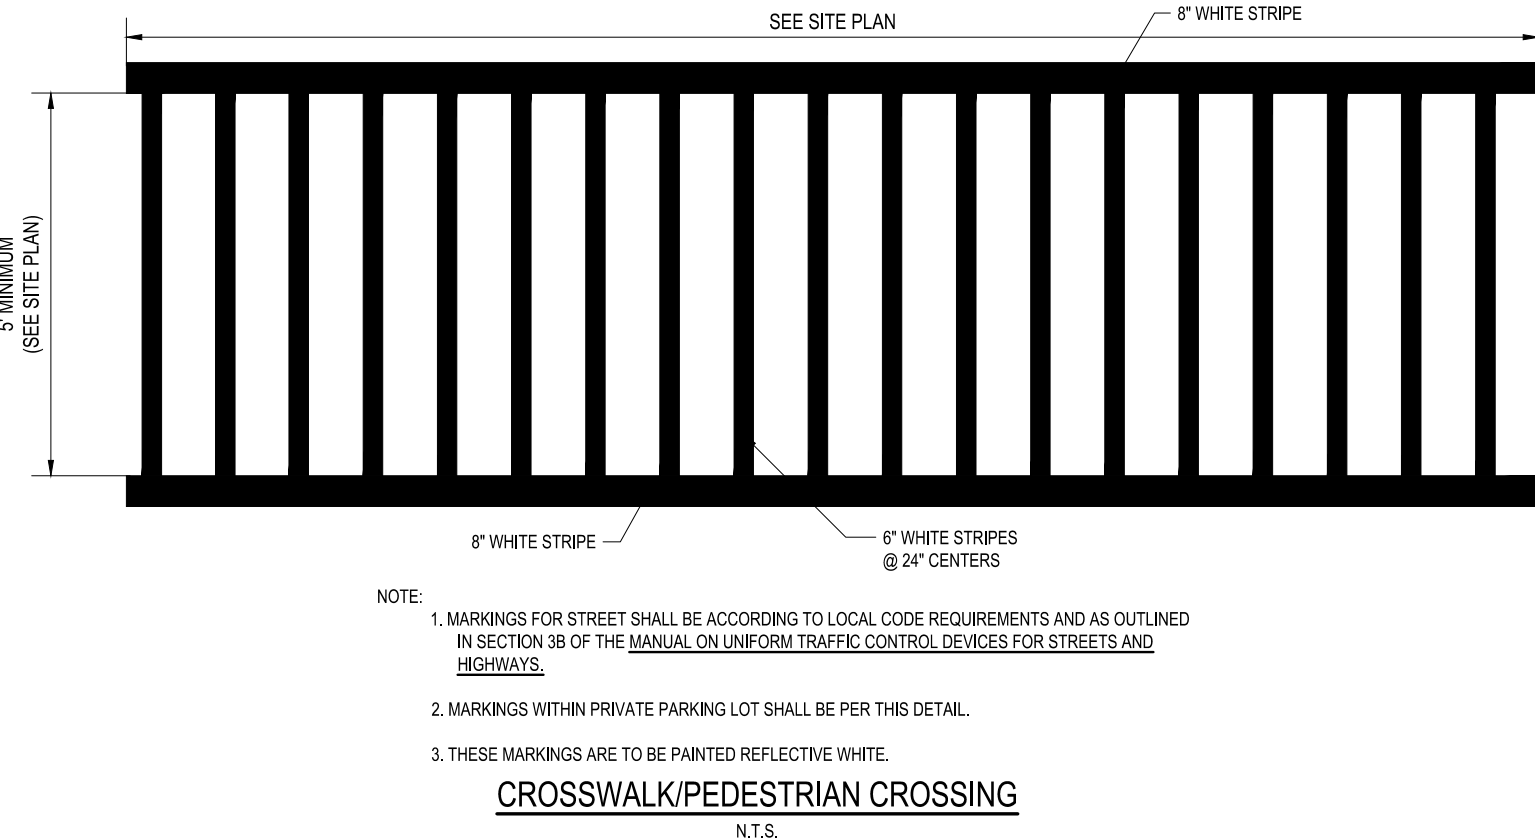 SEE SITE PLAN
8" WHITE STRIPE
5' MINIMUM
(SEE SITE PLAN)
8" WHITE STRIPE
6" WHITE STRIPES
@ 24" CENTERS
NOTE:
1. MARKINGS FOR STREET SHALL BE ACCORDING TO LOCAL CODE REQUIREMENTS AND AS OUTLINED
IN SECTION 3B OF THE MANUAL ON UNIFORM TRAFFIC CONTROL DEVICES FOR STREETS AND
HIGHWAYS.
2. MARKINGS WITHIN PRIVATE PARKING LOT SHALL BE PER THIS DETAIL.
3. THESE MARKINGS ARE TO BE PAINTED REFLECTIVE WHITE.
CROSSWALK/PEDESTRIAN CROSSING
N.T.S.